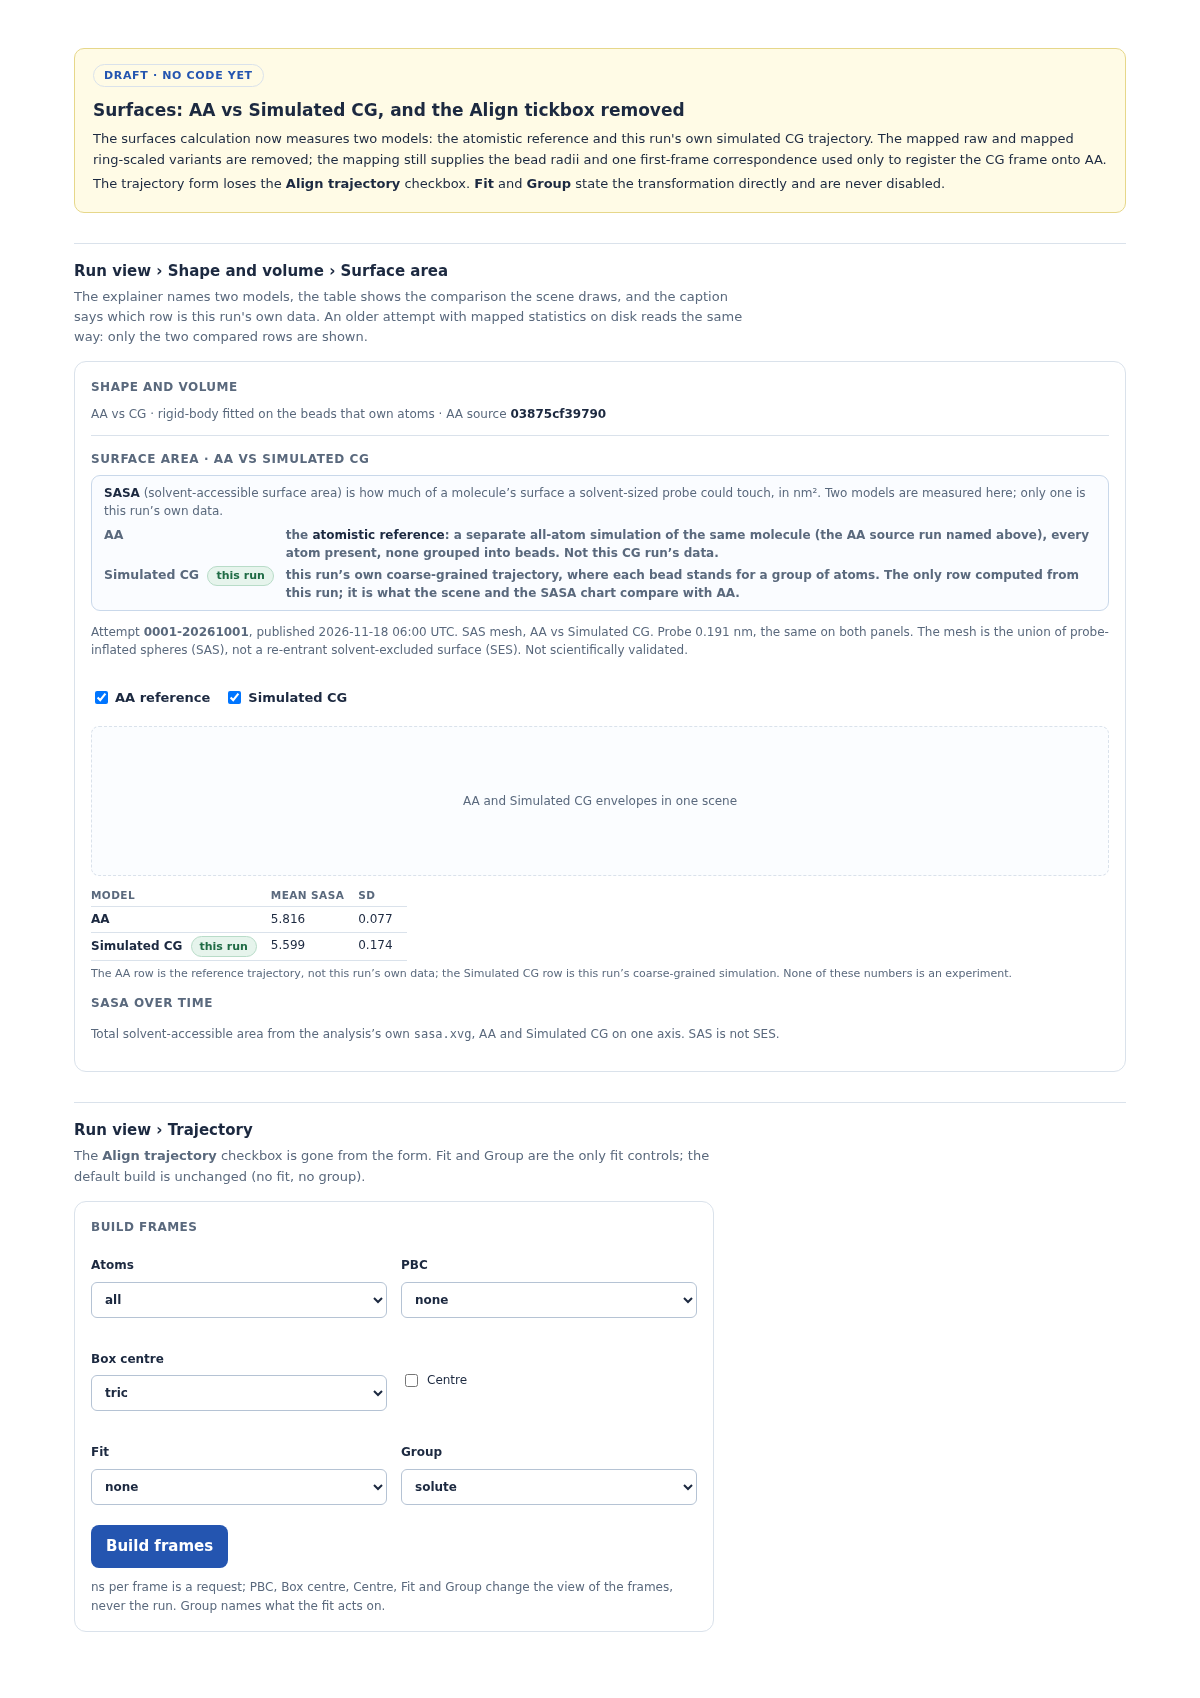 DRAFT · NO CODE YET
Surfaces: AA vs Simulated CG, and the Align tickbox removed
The surfaces calculation now measures two models: the atomistic reference and this run's own simulated CG trajectory. The mapped raw and mapped
ring-scaled variants are removed; the mapping still supplies the bead radii and one first-frame correspondence used only to register the CG frame onto AA.
The trajectory form loses the Align trajectory checkbox. Fit and Group state the transformation directly and are never disabled.
Run view › Shape and volume › Surface area
The explainer names two models, the table shows the comparison the scene draws, and the caption
says which row is this run's own data. An older attempt with mapped statistics on disk reads the same
way: only the two compared rows are shown.
SHAPE AND VOLUME
AA vs CG · rigid-body fitted on the beads that own atoms · AA source 03875cf39790
SURFACE AREA · AA VS SIMULATED CG
SASA (solvent-accessible surface area) is how much of a molecule’s surface a solvent-sized probe could touch, in nm². Two models are measured here; only one is
this run’s own data.
AA the atomistic reference: a separate all-atom simulation of the same molecule (the AA source run named above), every
atom present, none grouped into beads. Not this CG run’s data.
Simulated CG this run this run’s own coarse-grained trajectory, where each bead stands for a group of atoms. The only row computed from
this run; it is what the scene and the SASA chart compare with AA.
Attempt 0001-20261001, published 2026-11-18 06:00 UTC. SAS mesh, AA vs Simulated CG. Probe 0.191 nm, the same on both panels. The mesh is the union of probe-
inflated spheres (SAS), not a re-entrant solvent-excluded surface (SES). Not scientifically validated.
AA reference Simulated CG
AA and Simulated CG envelopes in one scene
MODEL MEAN SASA SD
AA 5.816 0.077
Simulated CG this run 5.599 0.174
The AA row is the reference trajectory, not this run’s own data; the Simulated CG row is this run’s coarse-grained simulation. None of these numbers is an experiment.
SASA OVER TIME
Total solvent-accessible area from the analysis’s own sasa.xvg, AA and Simulated CG on one axis. SAS is not SES.
Run view › Trajectory
The Align trajectory checkbox is gone from the form. Fit and Group are the only fit controls; the
default build is unchanged (no fit, no group).
BUILD FRAMES
Atoms PBC
all none
Box centre
tric Centre
Fit Group
none solute
Build frames
ns per frame is a request; PBC, Box centre, Centre, Fit and Group change the view of the frames,
never the run. Group names what the fit acts on.